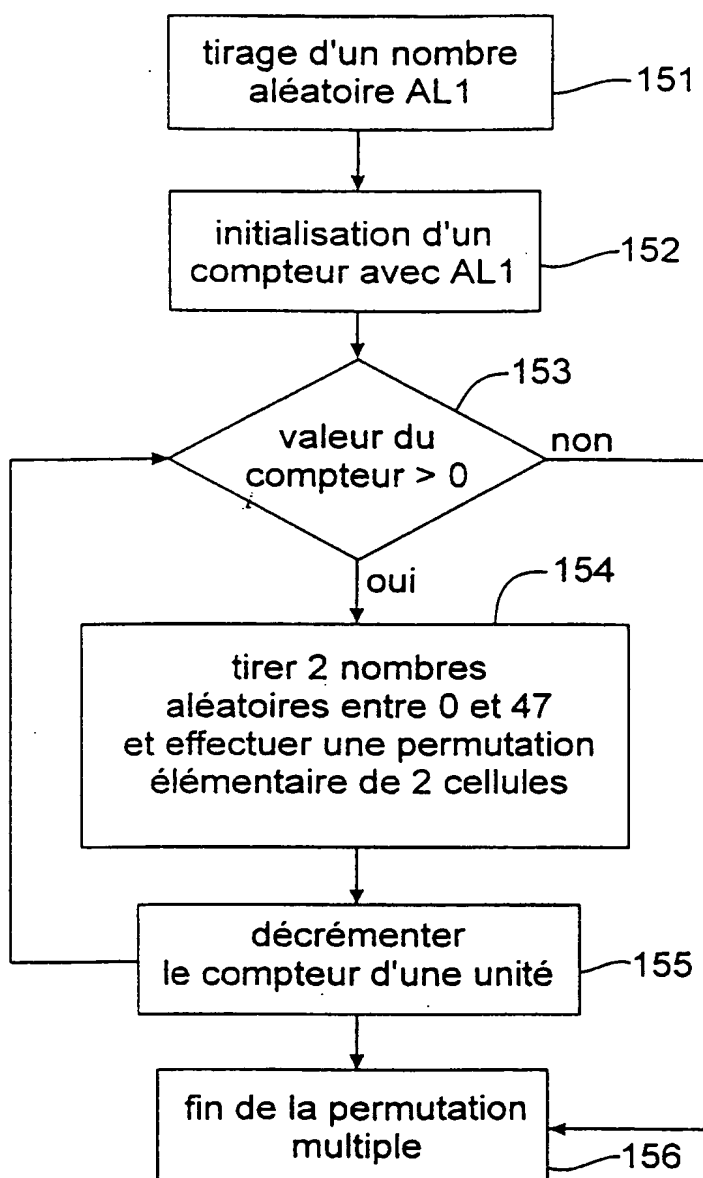 tirage d'un nombre
aléatoire AL1
151
initialisation d'un
compteur avec AL1
152
153
valeur du
compteur > 0
non
oui
154
tirer 2 nombres
aléatoires entre 0 et 47
et effectuer une permutation
élémentaire de 2 cellules
décrémenter
le compteur d'une unité
155
fin de la permutation
multiple
156